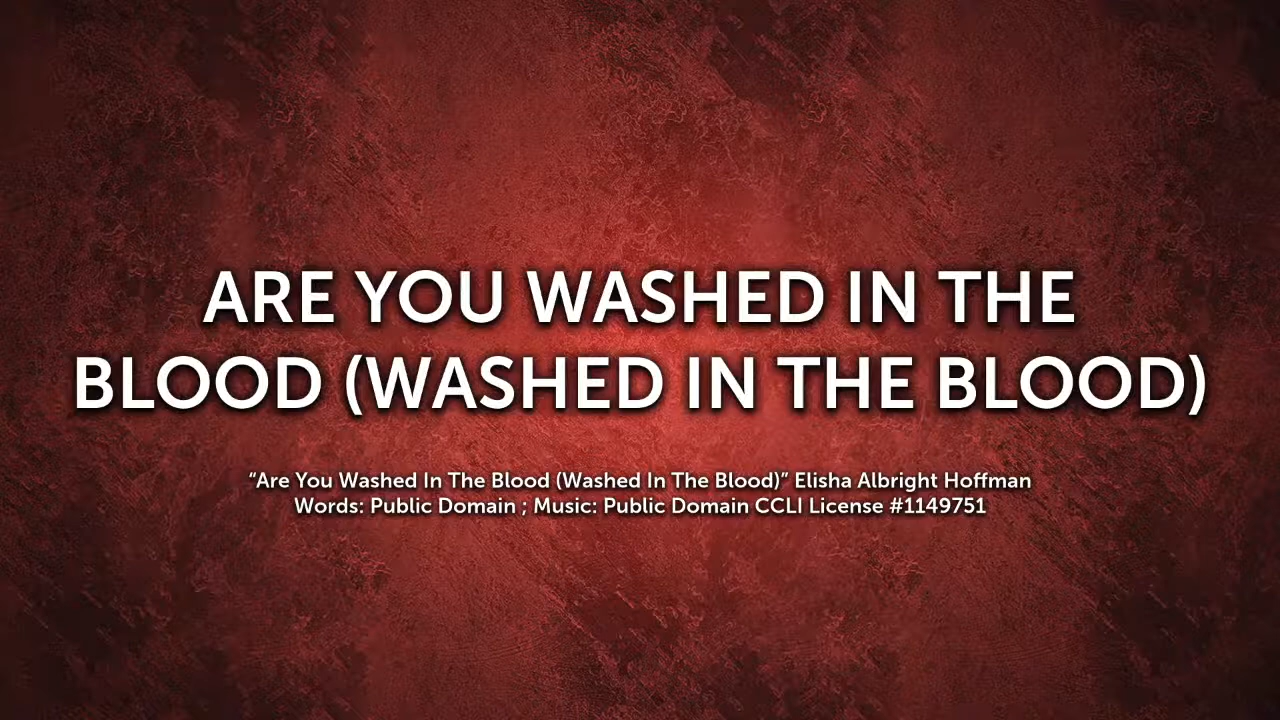 ARE YOU WASHED IN THE
BLOOD (WASHED IN THE BLOOD)
“Are You Washed In The Blood (Washed In The Blood)” Elisha Albright Hoffman
Words: Public Domain ; Music: Public Domain CCLI License #1149751